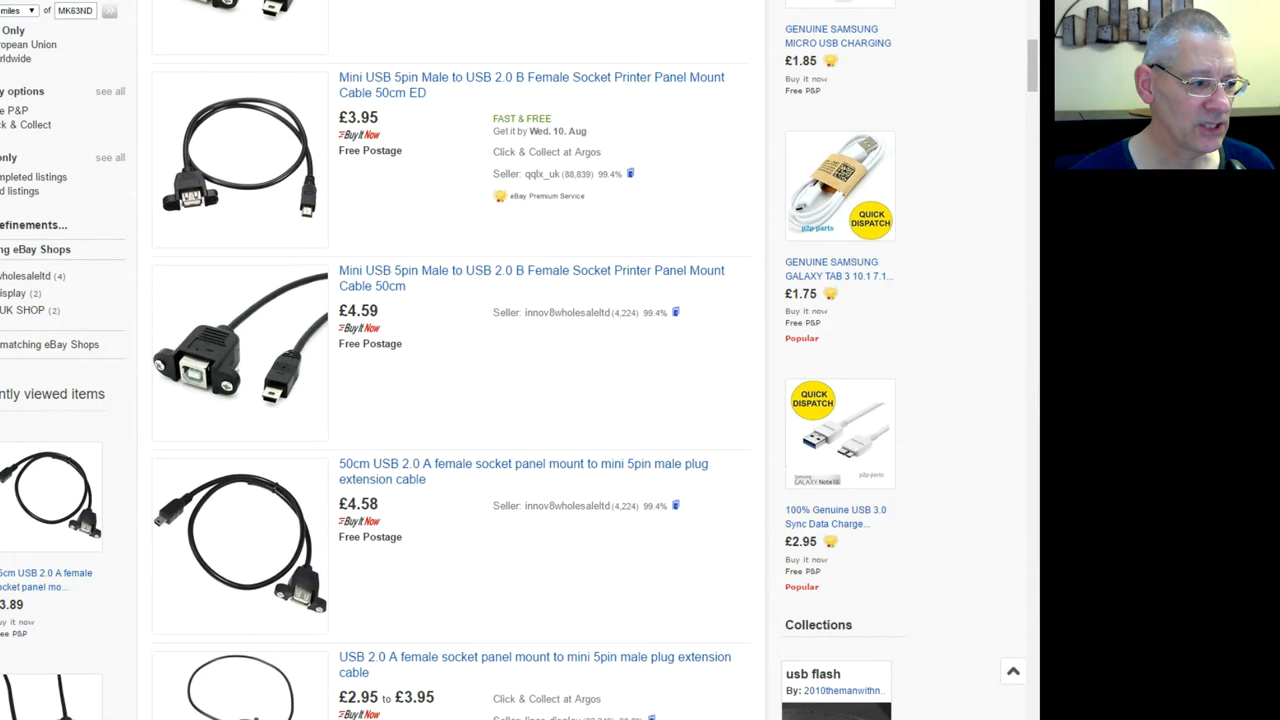 miles of MK63ND
Only
ropean Union
rldwide
y options see all
e P&P
ck & Collect
only see all
mpleted listings
d listings
efinements...
ng eBay Shops
wholesaleltd (4)
isplay (2)
UK SHOP (2)
matching eBay Shops
ntly viewed items
5cm USB 2.0 A female
ocket panel mo...
3.89
uy it now
ee P&P
Mini USB 5pin Male to USB 2.0 B Female Socket Printer Panel Mount
Cable 50cm ED
£3.95
Buy It Now
Free Postage
FAST & FREE
Get it by Wed. 10. Aug
Click & Collect at Argos
Seller: qqlx_uk (88,839) 99.4%
eBay Premium Service
Mini USB 5pin Male to USB 2.0 B Female Socket Printer Panel Mount
Cable 50cm
£4.59
Buy It Now
Free Postage
Seller: innov8wholesaleltd (4,224) 99.4%
50cm USB 2.0 A female socket panel mount to mini 5pin male plug
extension cable
£4.58
Buy It Now
Free Postage
Seller: innov8wholesaleltd (4,224) 99.4%
USB 2.0 A female socket panel mount to mini 5pin male plug extension
cable
£2.95 to £3.95
Buy It Now
Click & Collect at Argos
GENUINE SAMSUNG
MICRO USB CHARGING
£1.85
Buy it now
Free P&P
QUICK
DISPATCH
p2p-parts
GENUINE SAMSUNG
GALAXY TAB 3 10.1 7.1...
£1.75
Buy it now
Free P&P
Popular
QUICK
DISPATCH
p2p-parts
100% Genuine USB 3.0
Sync Data Charge...
£2.95
Buy it now
Free P&P
Popular
Collections
usb flash
By: 2010themanwithn..